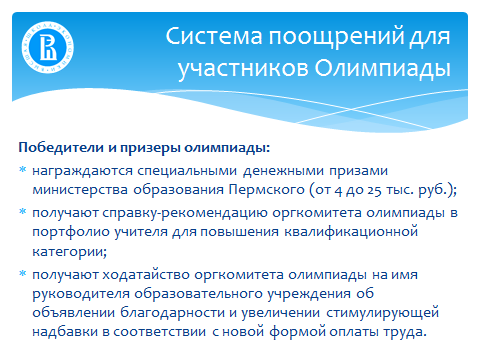 Система поощрений для
участников Олимпиады
Победители и призеры олимпиады:
награждаются специальными денежными призами
министерства образования Пермского (от 4 до 25 тыс. руб.);
получают справку-рекомендацию оргкомитета олимпиады в
портфолио учителя для повышения квалификационной
категории;
получают ходатайство оргкомитета олимпиады на имя
руководителя образовательного учреждения об
объявлении благодарности и увеличении стимулирующей
надбавки в соответствии с новой формой оплаты труда.